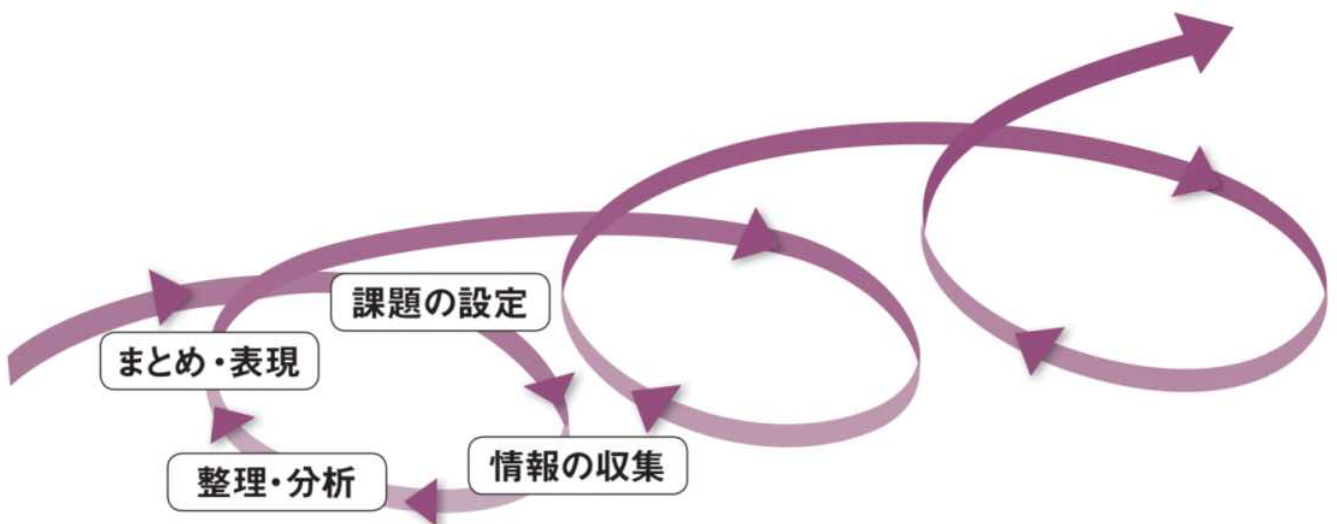 課題の設定
まとめ・表現
情報の収集
整理・分析